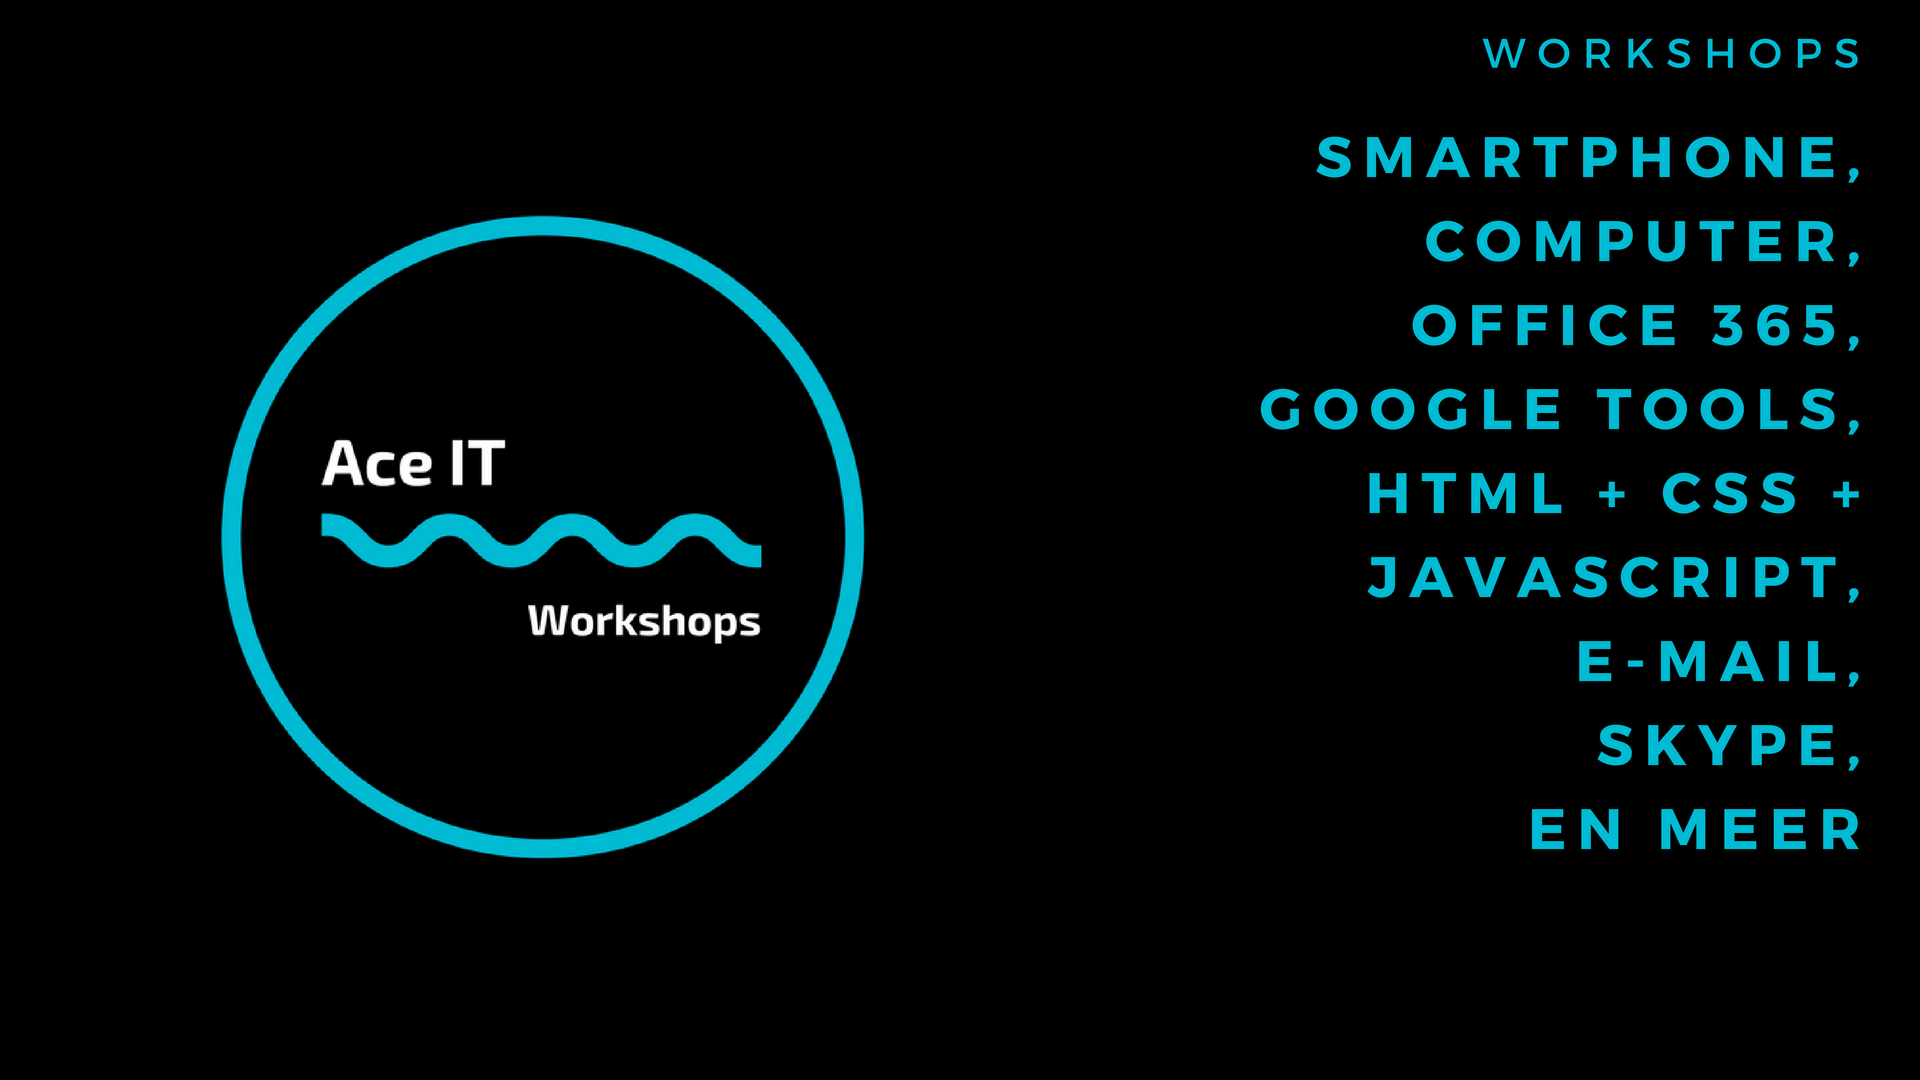 Ace IT
Workshops
WORKSHOPS
SMARTPHONE,
COMPUTER,
OFFICE 365,
GOOGLE TOOLS,
HTML + CSS +
JAVASCRIPT,
E-MAIL,
SKYPE,
EN MEER